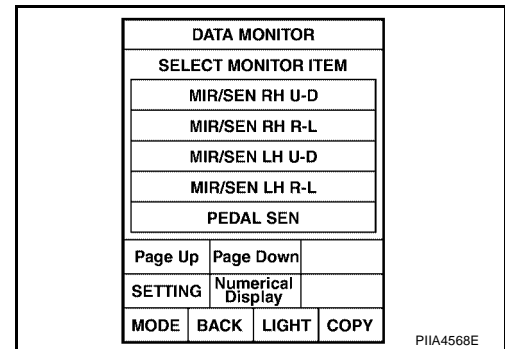 DATA MONITOR
SELECT MONITOR ITEM
MIR/SEN RH U-D
MIR/SEN RH R-L
MIR/SEN LH U-D
MIR/SEN LH R-L
PEDAL SEN
Page Up Page Down
SETTING Numerical Display
MODE BACK LIGHT COPY
PIIA4568E